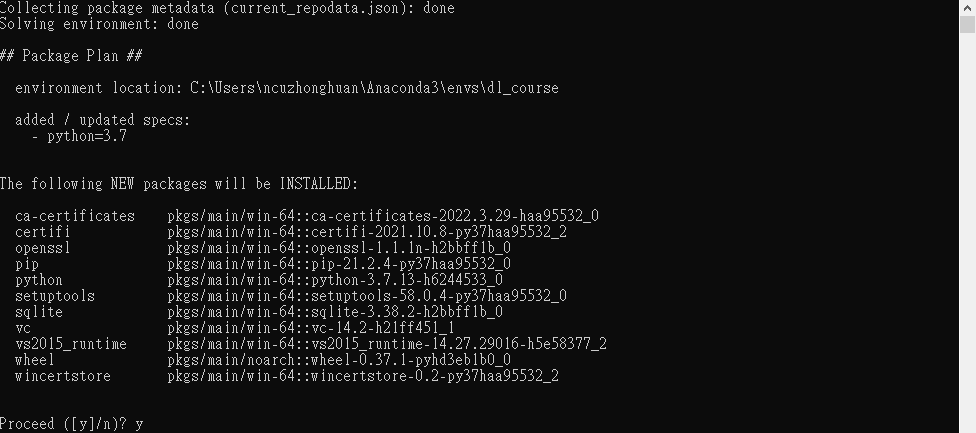 Collecting package metadata (current_repodata.json): done
Solving environment: done
## Package Plan ##
environment location: C:\Users\ncuzhonghuan\Anaconda3\envs\dl_course
added / updated specs:
- python=3.7
The following NEW packages will be INSTALLED:
ca-certificates pkgs/main/win-64::ca-certificates-2022.3.29-haa95532_0
certifi pkgs/main/win-64::certifi-2021.10.8-py37haa95532_2
openssl pkgs/main/win-64::openssl-1.1.1n-h2bbff1b_0
pip pkgs/main/win-64::pip-21.2.4-py37haa95532_0
python pkgs/main/win-64::python-3.7.13-h6244533_0
setuptools pkgs/main/win-64::setuptools-58.0.4-py37haa95532_0
sqlite pkgs/main/win-64::sqlite-3.38.2-h2bbff1b_0
vc pkgs/main/win-64::vc-14.2-h21ff451_1
vs2015_runtime pkgs/main/win-64::vs2015_runtime-14.27.29016-h5e58377_2
wheel pkgs/main/noarch::wheel-0.37.1-pyhd3eb1b0_0
wincertstore pkgs/main/win-64::wincertstore-0.2-py37haa95532_2
Proceed ([y]/n)? y